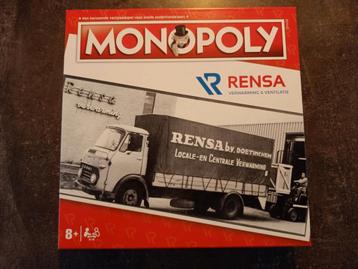 MONOPOLY
RENSA
VERWARMING & VENTILATIE
RENSA b.v. DOETINCHEM
LOCALE- EN CENTRALE VERWARMING
8+